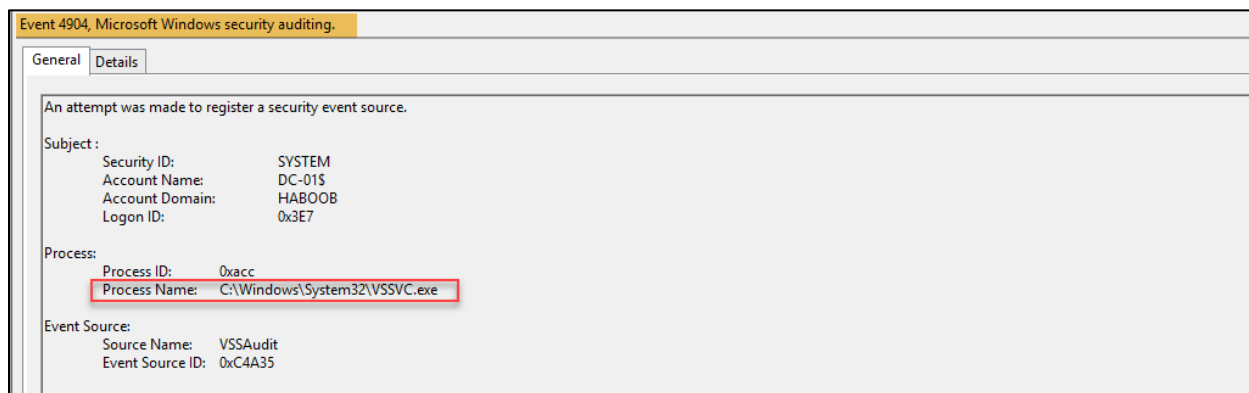 Event 4904, Microsoft Windows security auditing.
General Details
An attempt was made to register a security event source.
Subject :
Security ID: SYSTEM
Account Name: DC-01$
Account Domain: HABOOB
Logon ID: 0x3E7
Process:
Process ID: 0xacc
Process Name: C:\Windows\System32\VSSVC.exe
Event Source:
Source Name: VSSAudit
Event Source ID: 0xC4A35